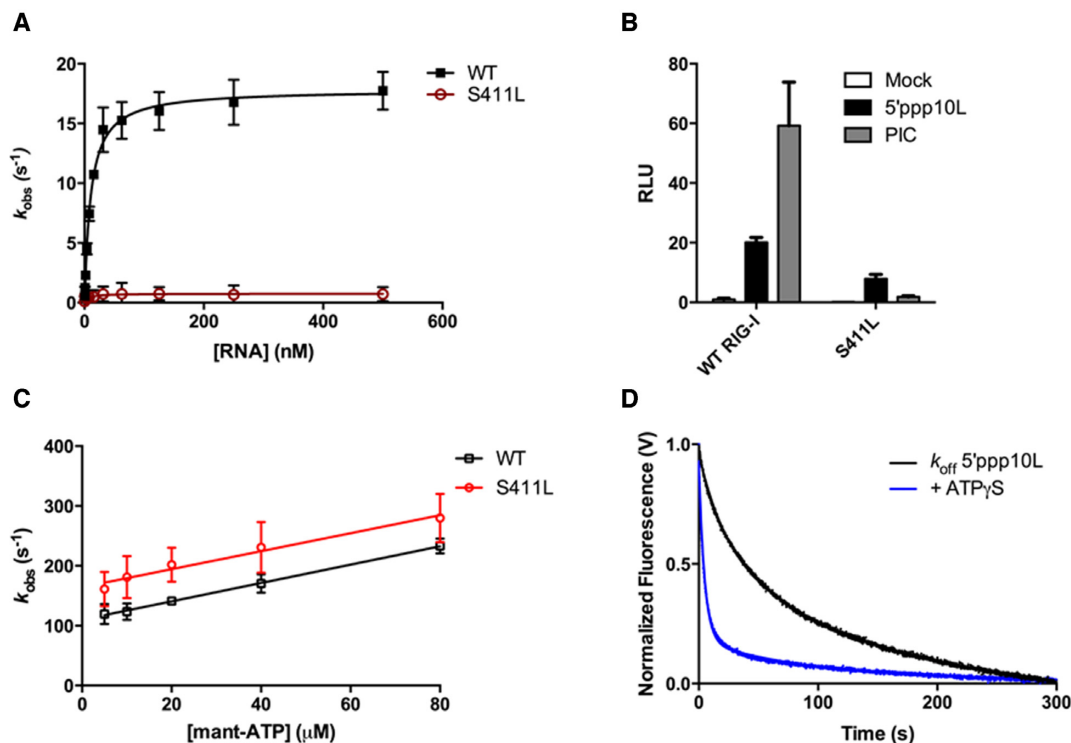 A
20
15
10
5
0
k_obs (s⁻¹)
0 200 400 600
[RNA] (nM)
WT
S411L
B
80
60
40
20
0
RLU
Mock
5'ppp10L
PIC
WT RIG-I
S411L
C
400
300
200
100
0
k_obs (s⁻¹)
0 20 40 60 80
[mant-ATP] (μM)
WT
S411L
D
1.0
0.5
0.0
Normalized Fluorescence (V)
0 100 200 300
Time (s)
k_off 5'ppp10L
+ ATPγS